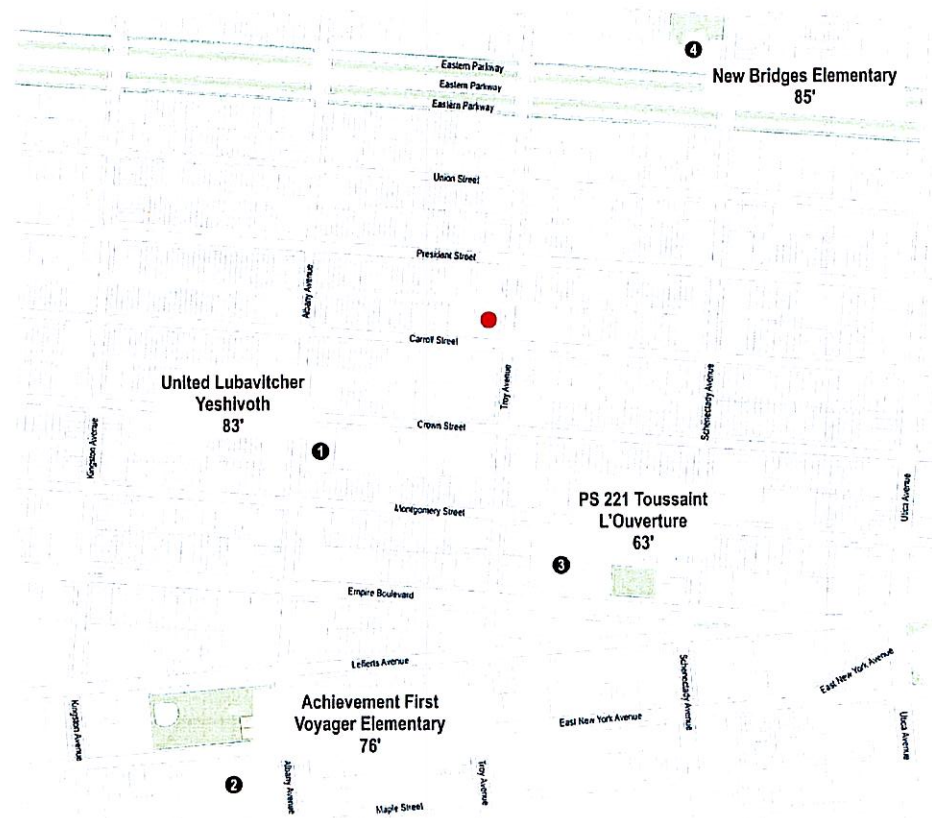 4
Eastern Parkway
Eastern Parkway
Eastern Parkway
New Bridges Elementary
85'
Union Street
President Street
Albany Avenue
Carroll Street
Troy Avenue
Schenectady Avenue
United Lubavitcher
Yeshivoth
83'
Kingston Avenue
Crown Street
1
Utica Avenue
Montgomery Street
PS 221 Toussaint
L'Ouverture
63'
3
Empire Boulevard
Lefferts Avenue
Schenectady Avenue
East New York Avenue
Kingston Avenue
Achievement First
Voyager Elementary
76'
East New York Avenue
Utica Avenue
2
Albany Avenue
Troy Avenue
Maple Street